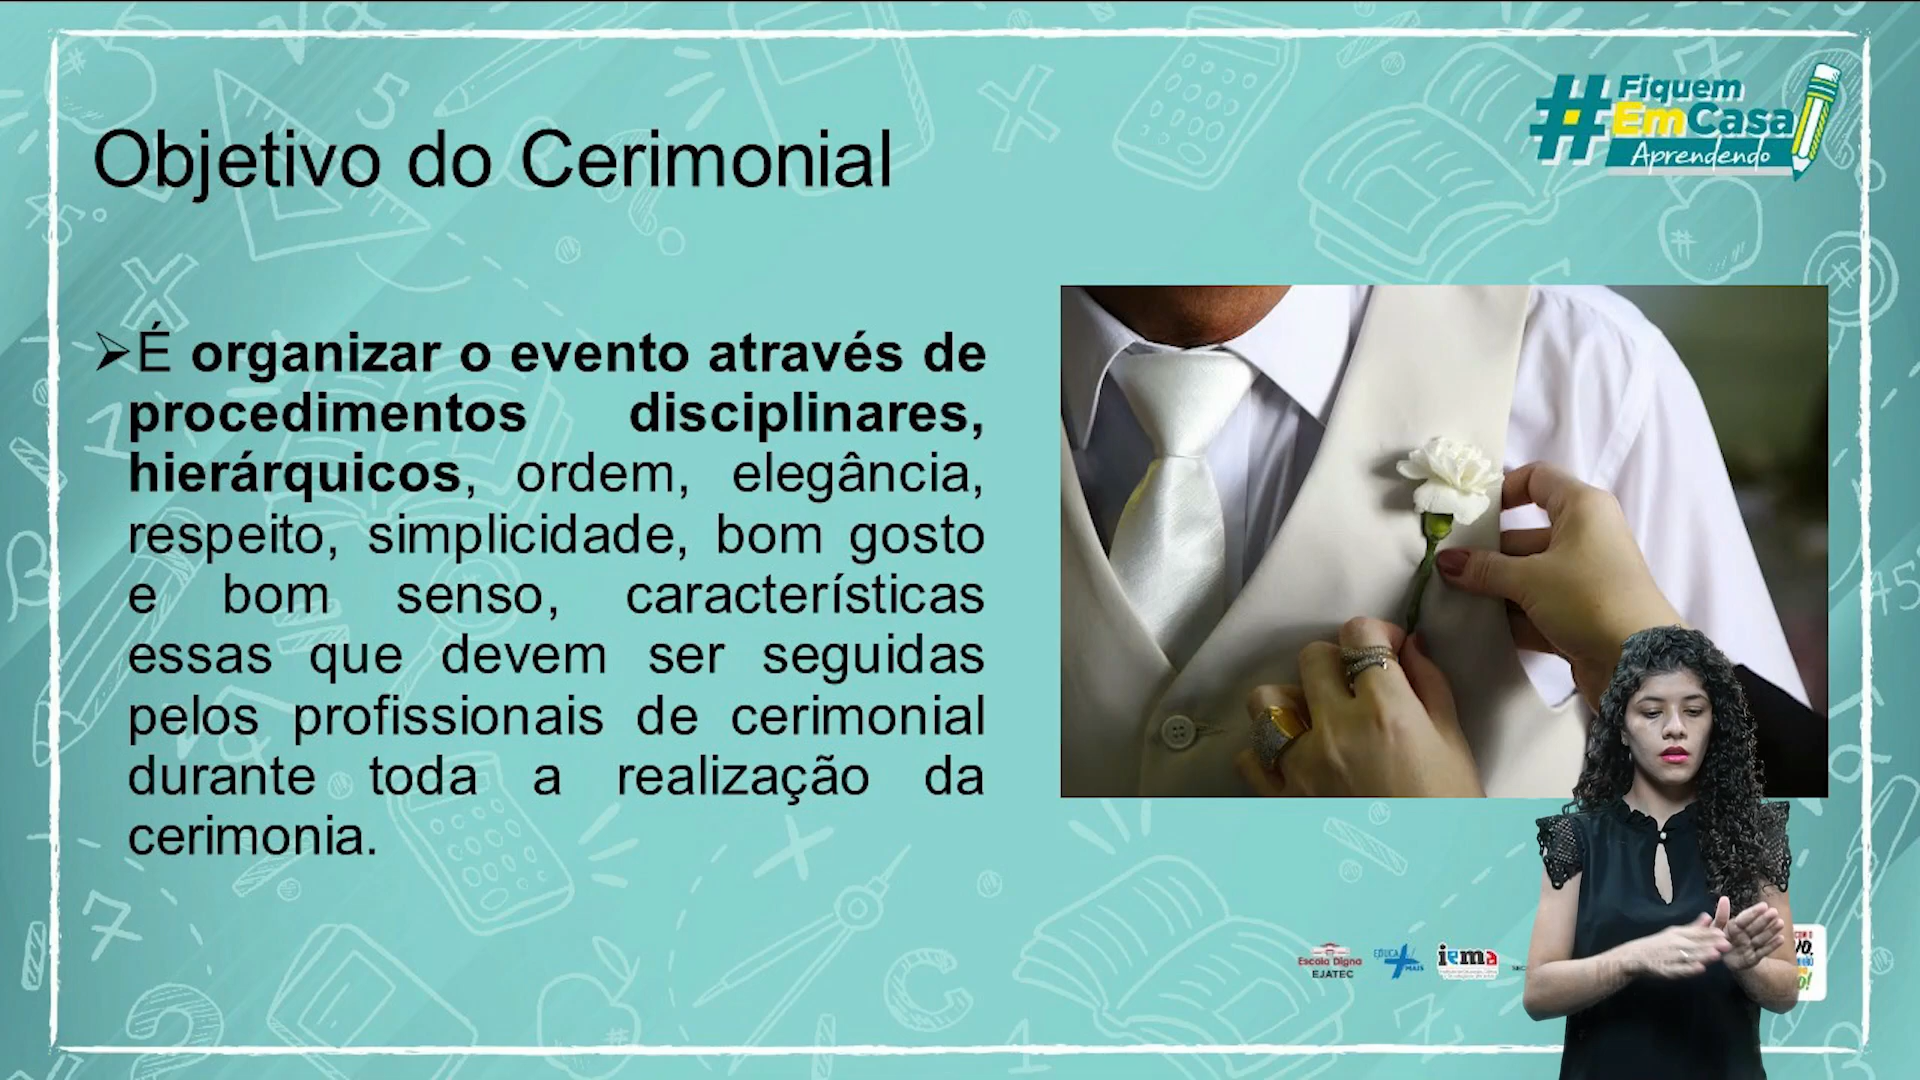 #Fiquem
EmCasa
Aprendendo
Objetivo do Cerimonial
➢É organizar o evento através de
procedimentos disciplinares,
hierárquicos, ordem, elegância,
respeito, simplicidade, bom gosto
e bom senso, características
essas que devem ser seguidas
pelos profissionais de cerimonial
durante toda a realização da
cerimonia.
Escola Digna
EJATEC
EDUCA
MAIS
iema